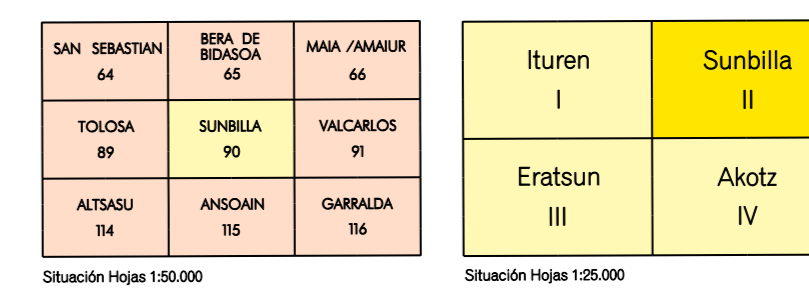 SAN SEBASTIAN
64
BERA DE
BIDASOA
65
MAIA /AMAIUR
66
TOLOSA
89
SUNBILLA
90
VALCARLOS
91
ALTSASU
114
ANSOAIN
115
GARRALDA
116
Situación Hojas 1:50.000
Ituren
I
Sunbilla
II
Eratsun
III
Akotz
IV
Situación Hojas 1:25.000